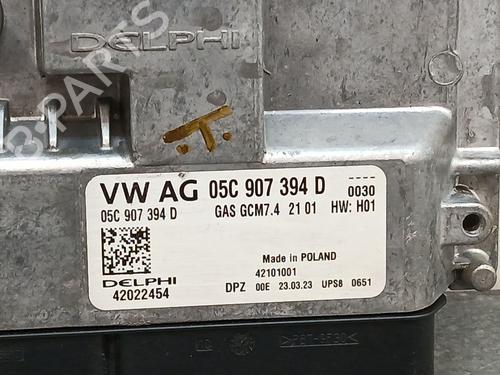 DELPHI
B-PARTS
T
VW AG 05C 907 394 D 0030
05C 907 394 D GAS GCM7.4 21 01 HW: H01
Made in POLAND
42101001
DELPHI
42022454 DPZ 00E 23.03.23 UPS8 0651